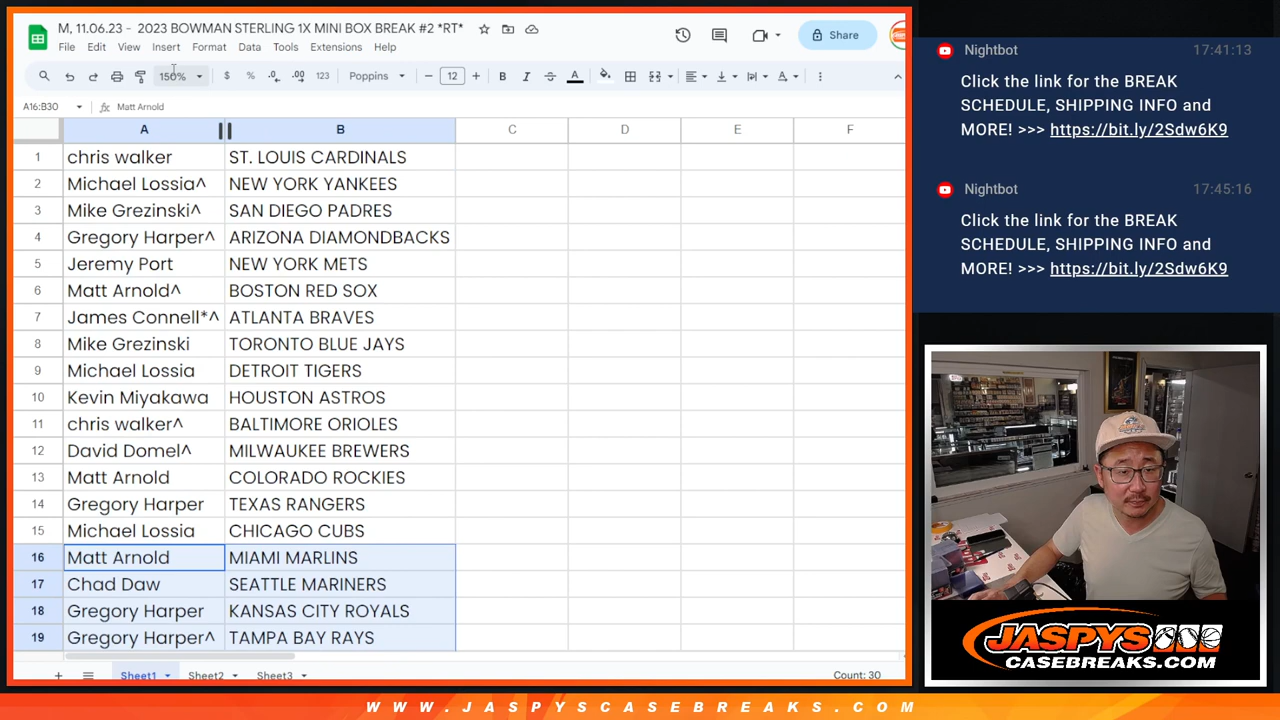 M, 11.06.23 - 2023 BOWMAN STERLING 1X MINI BOX BREAK #2 *RT*
File Edit View Insert Format Data Tools Extensions Help
Share
150% $ % .0 .00 123 Poppins 12 B I A
A16:B30 fx Matt Arnold
A B C D E F
1 chris walker ST. LOUIS CARDINALS
2 Michael Lossia^ NEW YORK YANKEES
3 Mike Grezinski^ SAN DIEGO PADRES
4 Gregory Harper^ ARIZONA DIAMONDBACKS
5 Jeremy Port NEW YORK METS
6 Matt Arnold^ BOSTON RED SOX
7 James Connell*^ ATLANTA BRAVES
8 Mike Grezinski TORONTO BLUE JAYS
9 Michael Lossia DETROIT TIGERS
10 Kevin Miyakawa HOUSTON ASTROS
11 chris walker^ BALTIMORE ORIOLES
12 David Domel^ MILWAUKEE BREWERS
13 Matt Arnold COLORADO ROCKIES
14 Gregory Harper TEXAS RANGERS
15 Michael Lossia CHICAGO CUBS
16 Matt Arnold MIAMI MARLINS
17 Chad Daw SEATTLE MARINERS
18 Gregory Harper KANSAS CITY ROYALS
19 Gregory Harper^ TAMPA BAY RAYS
Sheet1 Sheet2 Sheet3 Count: 30
Nightbot 17:41:13
Click the link for the BREAK
SCHEDULE, SHIPPING INFO and
MORE! >>> https://bit.ly/2Sdw6K9
Nightbot 17:45:16
Click the link for the BREAK
SCHEDULE, SHIPPING INFO and
MORE! >>> https://bit.ly/2Sdw6K9
JASPYS
CASEBREAKS.COM
WWW.JASPYSCASEBREAKS.COM